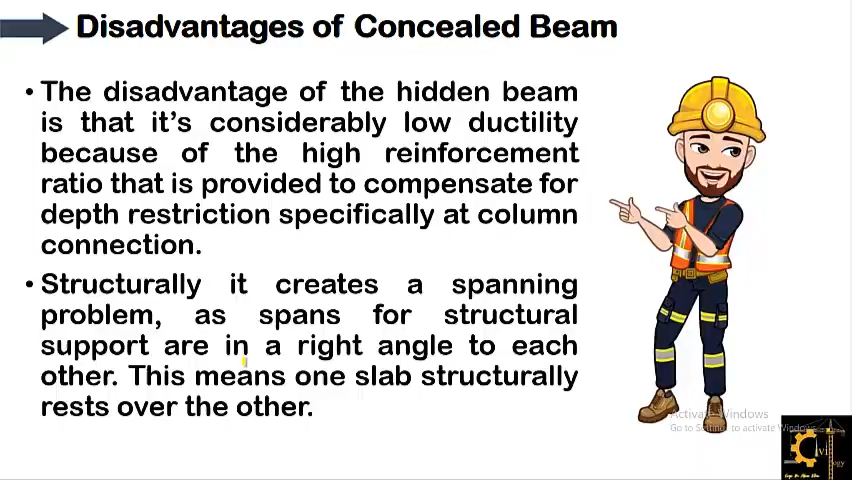 Disadvantages of Concealed Beam
• The disadvantage of the hidden beam
is that it's considerably low ductility
because of the high reinforcement
ratio that is provided to compensate for
depth restriction specifically at column
connection.
• Structurally it creates a spanning
problem, as spans for structural
support are in a right angle to each
other. This means one slab structurally
rests over the other.
Activate Windows
Go to Settings to activate Windows.